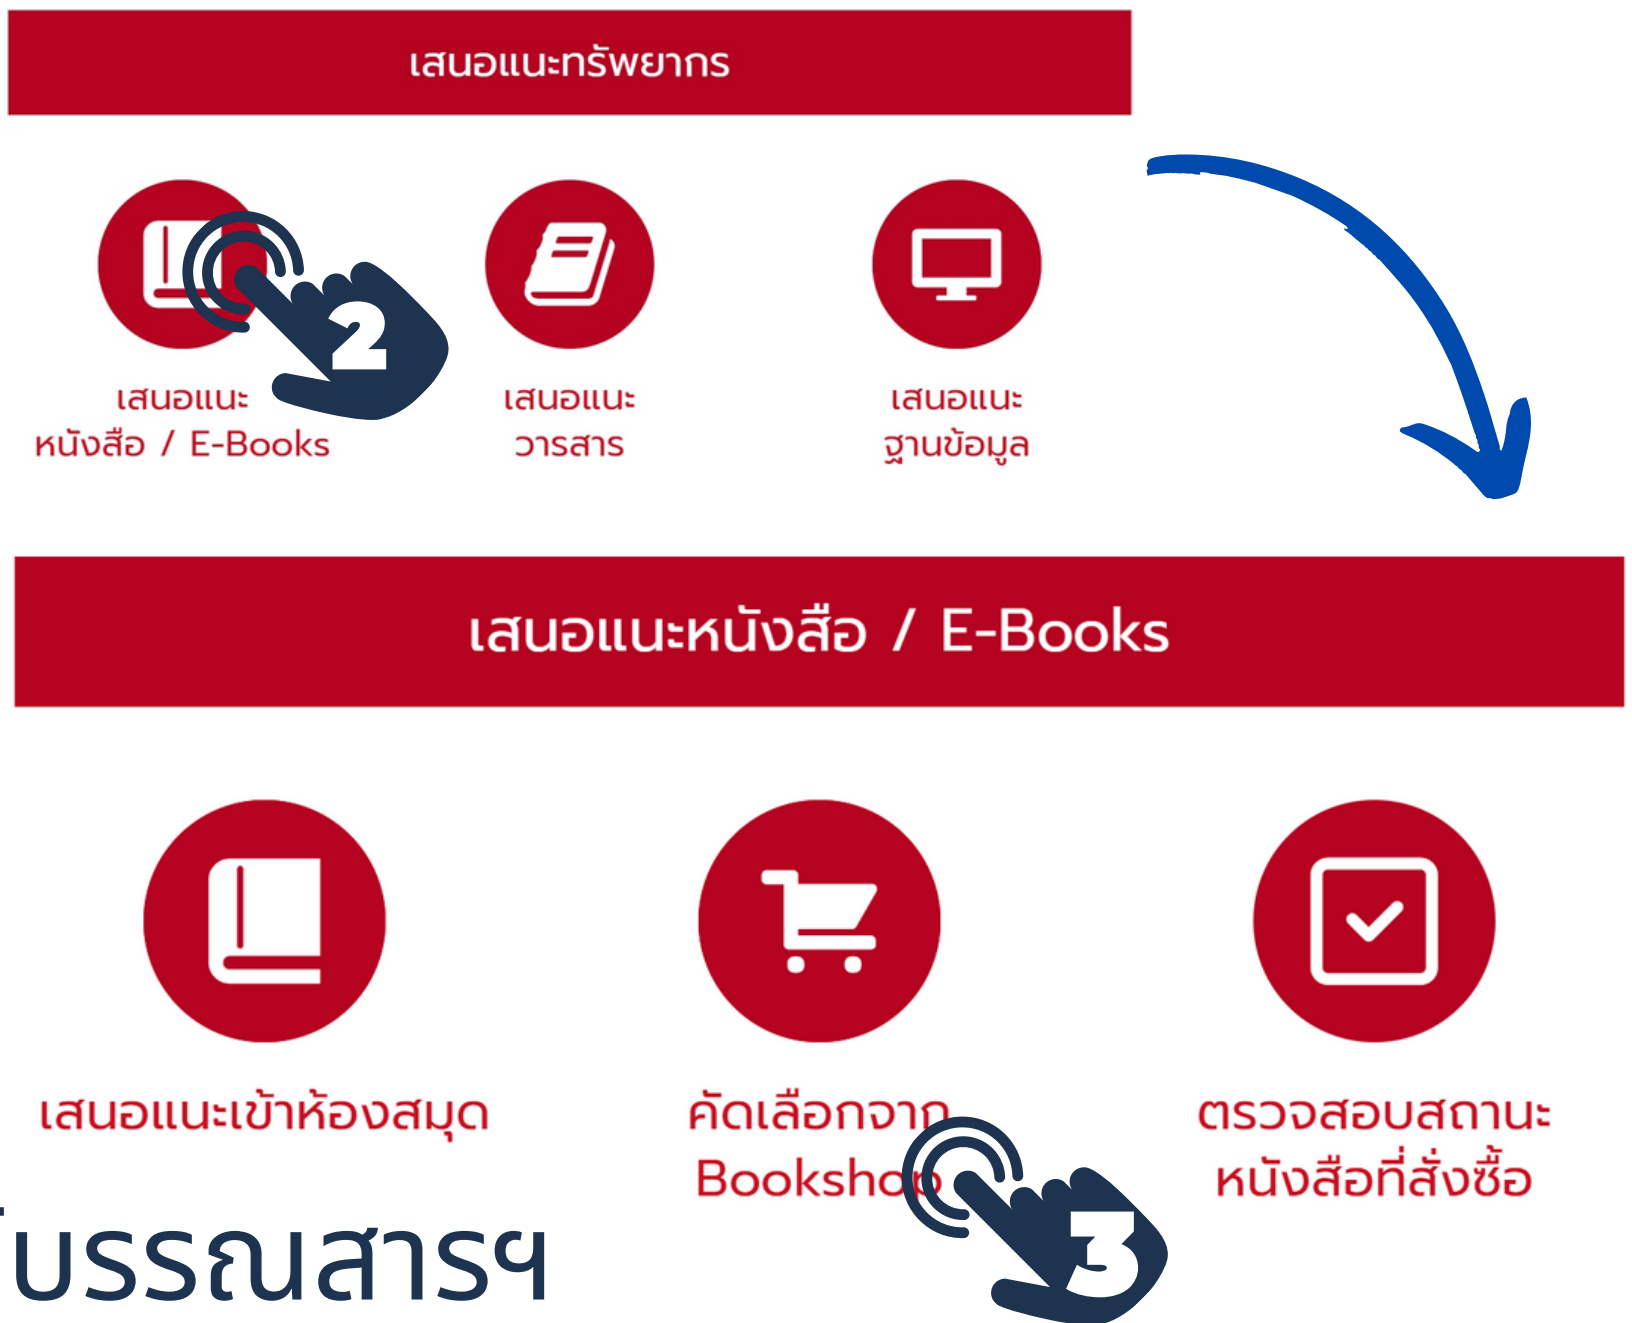 เสนอแนะทรัพยากร
2
เสนอแนะ
หนังสือ / E-Books
เสนอแนะ
วารสาร
เสนอแนะ
ฐานข้อมูล
เสนอแนะหนังสือ / E-Books
เสนอแนะเข้าห้องสมุด
คัดเลือกจาก
Bookshop
ตรวจสอบสถานะ
หนังสือที่สั่งซื้อ
3
บรรณสารฯ